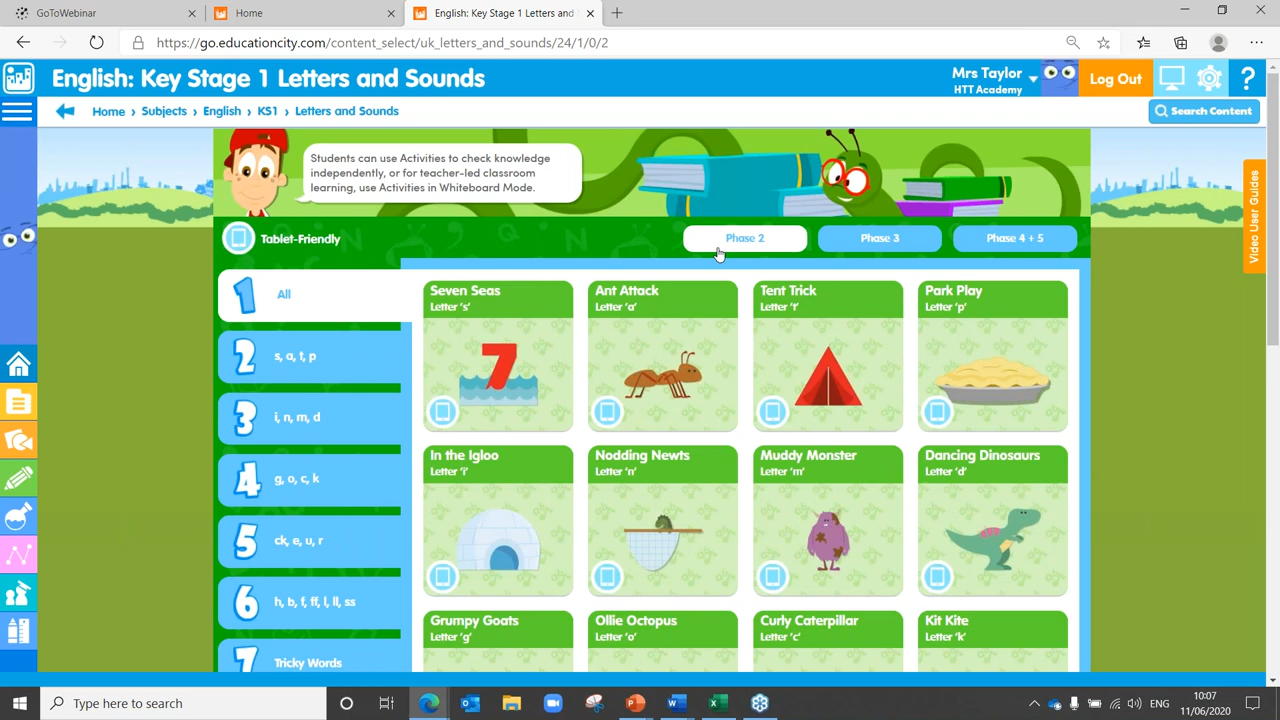 GoToWebinar
Home
English: Key Stage 1 Letters and
https://go.educationcity.com/content_select/uk_letters_and_sounds/24/1/0/2
English: Key Stage 1 Letters and Sounds
Mrs Taylor
HTT Academy
Log Out
?
Home › Subjects › English › KS1 › Letters and Sounds
Search Content
Students can use Activities to check knowledge
independently, or for teacher-led classroom
learning, use Activities in Whiteboard Mode.
Video User Guides
Tablet-Friendly
Phase 2
Phase 3
Phase 4 + 5
1 All
2 s, a, t, p
3 i, n, m, d
4 g, o, c, k
5 ck, e, u, r
6 h, b, f, ff, l, ll, ss
7 Tricky Words
Seven Seas
Letter 's'
7
Ant Attack
Letter 'a'
Tent Trick
Letter 't'
Park Play
Letter 'p'
In the Igloo
Letter 'i'
Nodding Newts
Letter 'n'
Muddy Monster
Letter 'm'
Dancing Dinosaurs
Letter 'd'
Grumpy Goats
Letter 'g'
Ollie Octopus
Letter 'o'
Curly Caterpillar
Letter 'c'
Kit Kite
Letter 'k'
Type here to search
ENG
10:07
11/06/2020